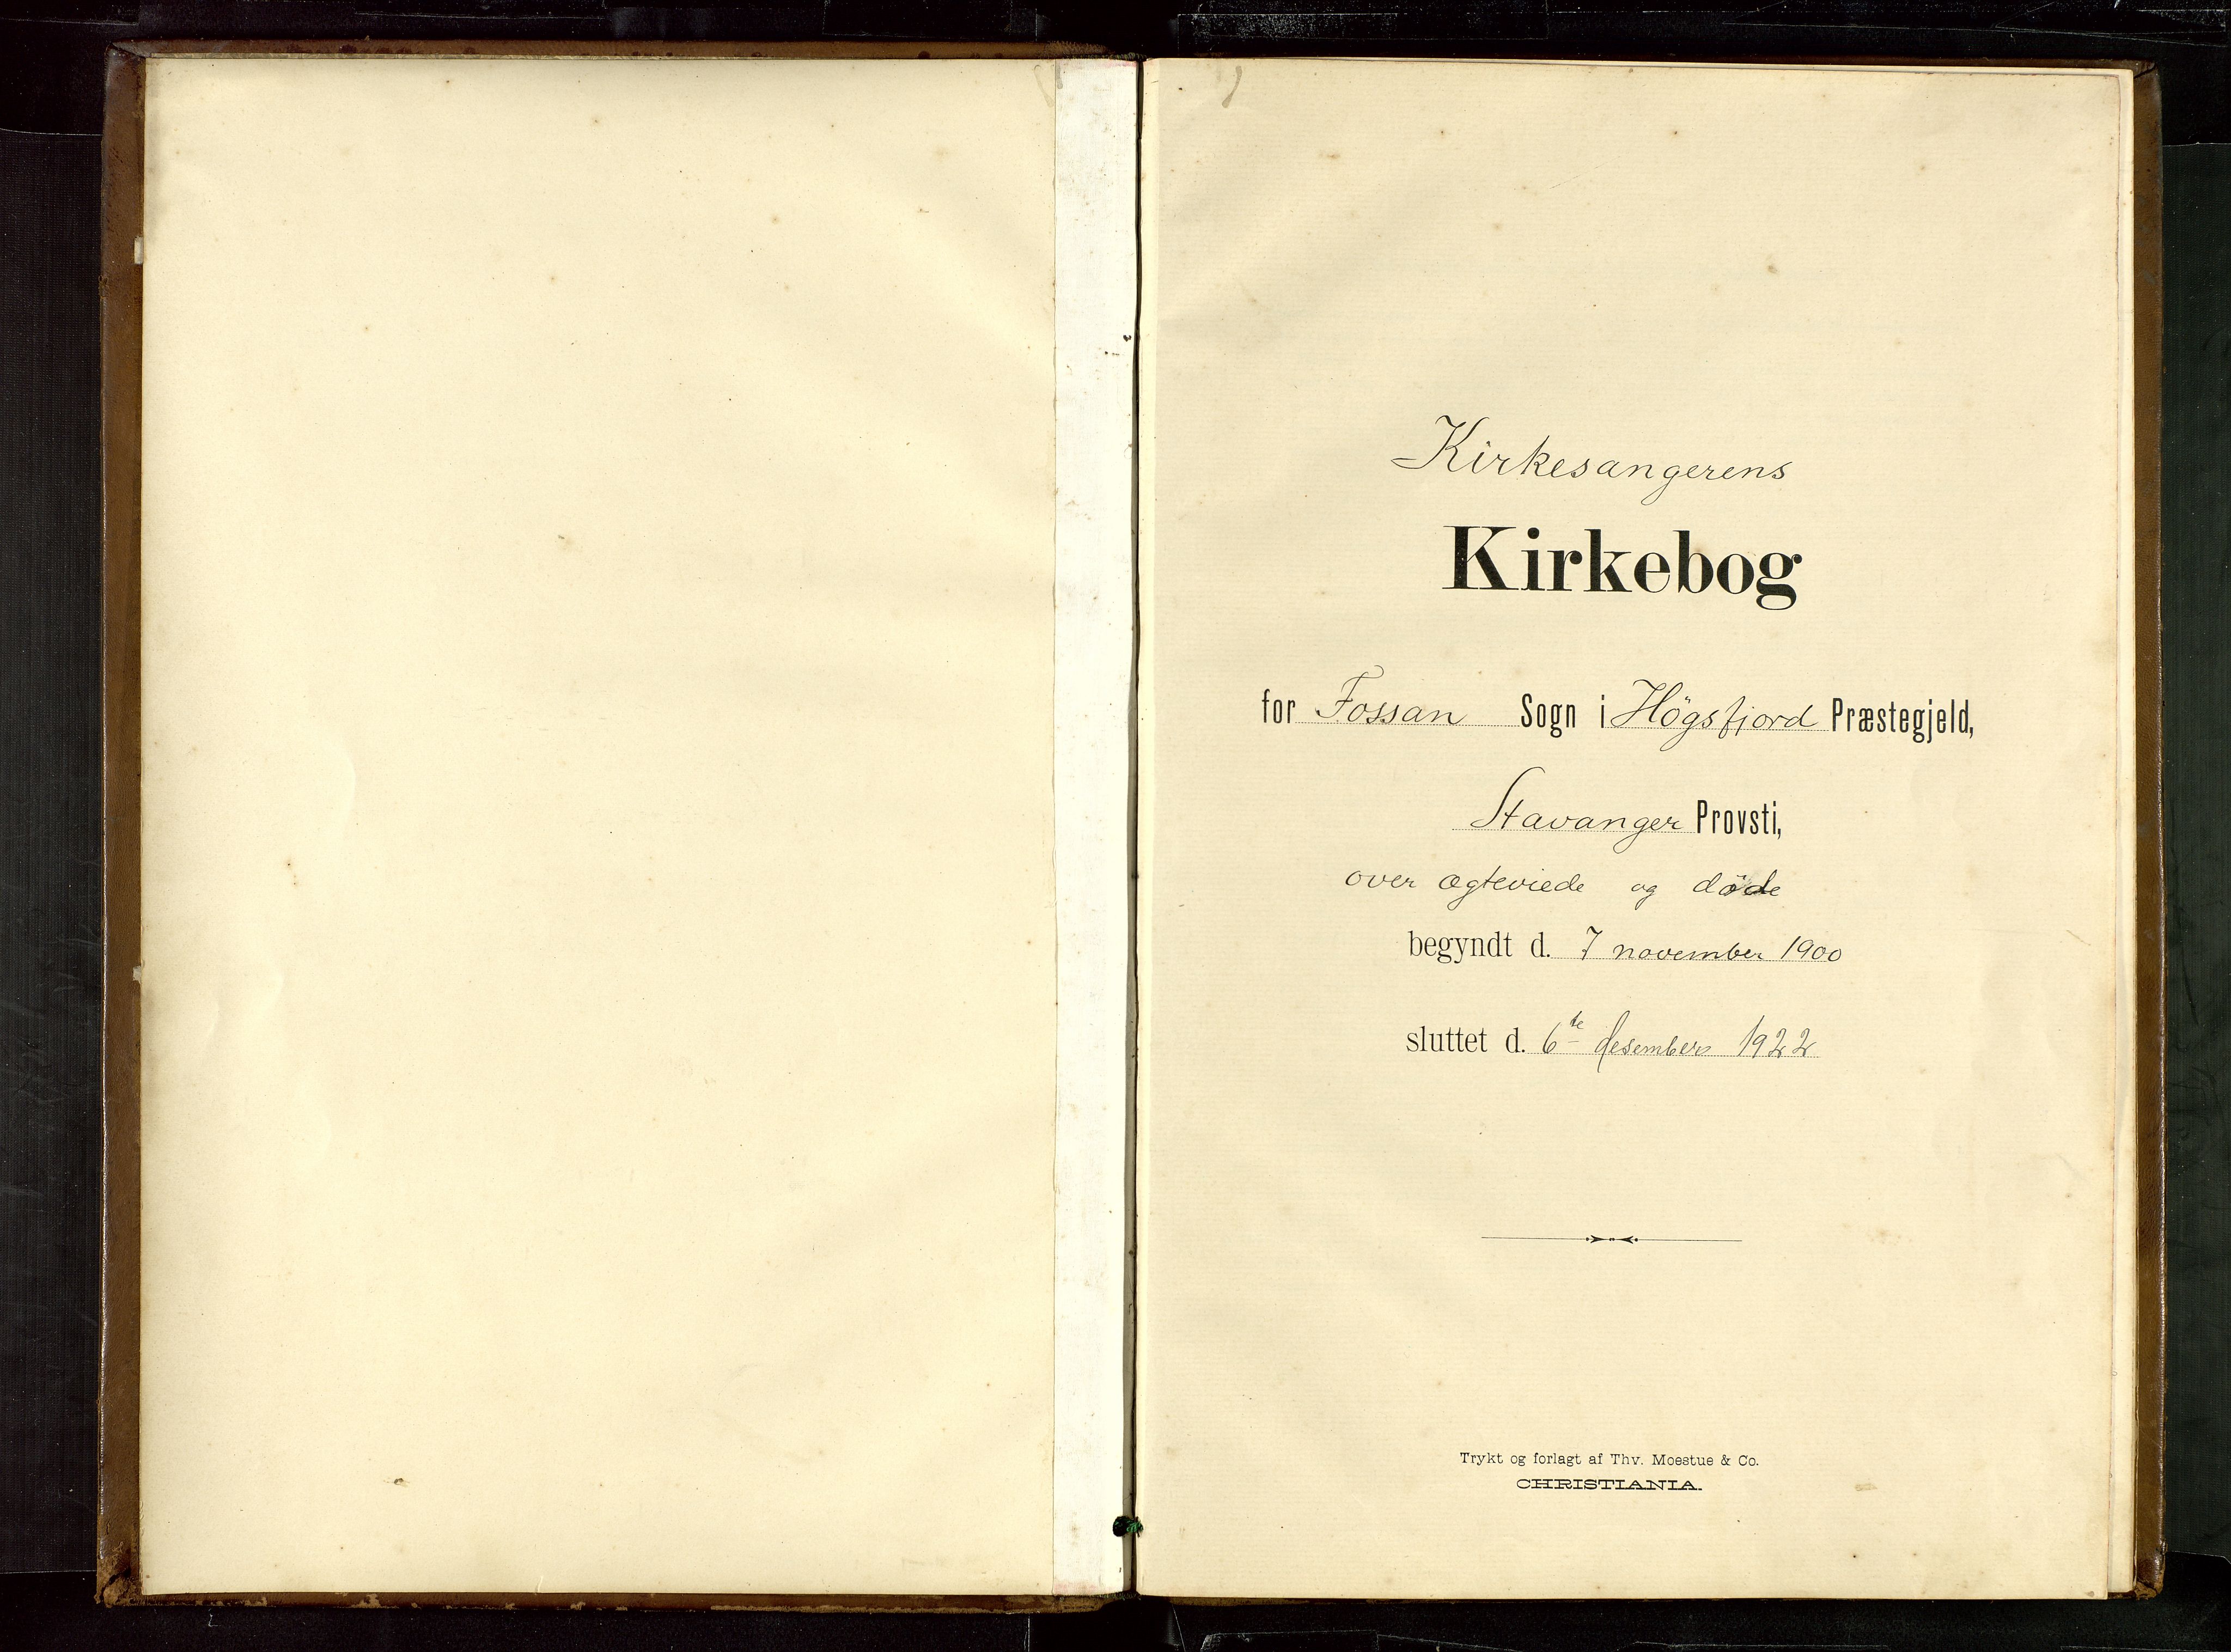 Kirkesangerens
Kirkebog
for Fossan Sogn i Högsfjord Præstegjeld,
Stavanger Provsti,
over ægteviede og döde
begyndt d. 7 november 1900
sluttet d. 6te desember 1922
Trykt og forlagt af Thv. Moestue & Co.
CHRISTIANIA.